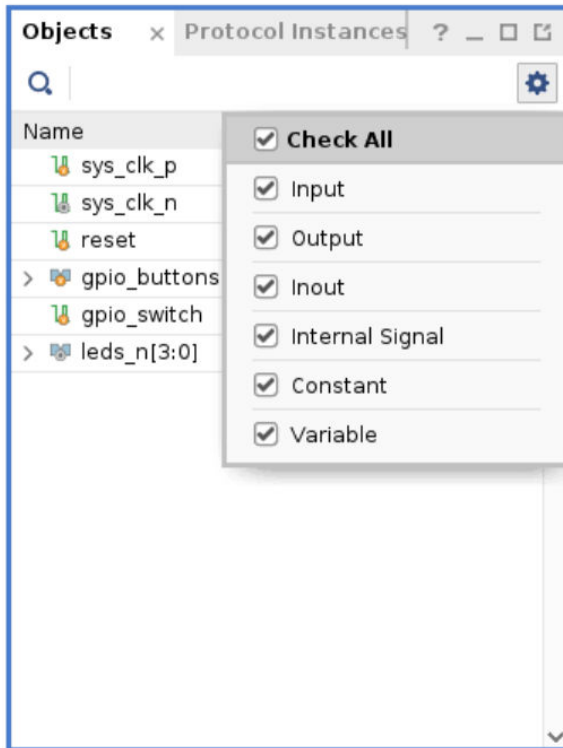 Objects × Protocol Instances ?
Name
sys_clk_p
sys_clk_n
reset
gpio_buttons
gpio_switch
leds_n[3:0]
Check All
Input
Output
Inout
Internal Signal
Constant
Variable